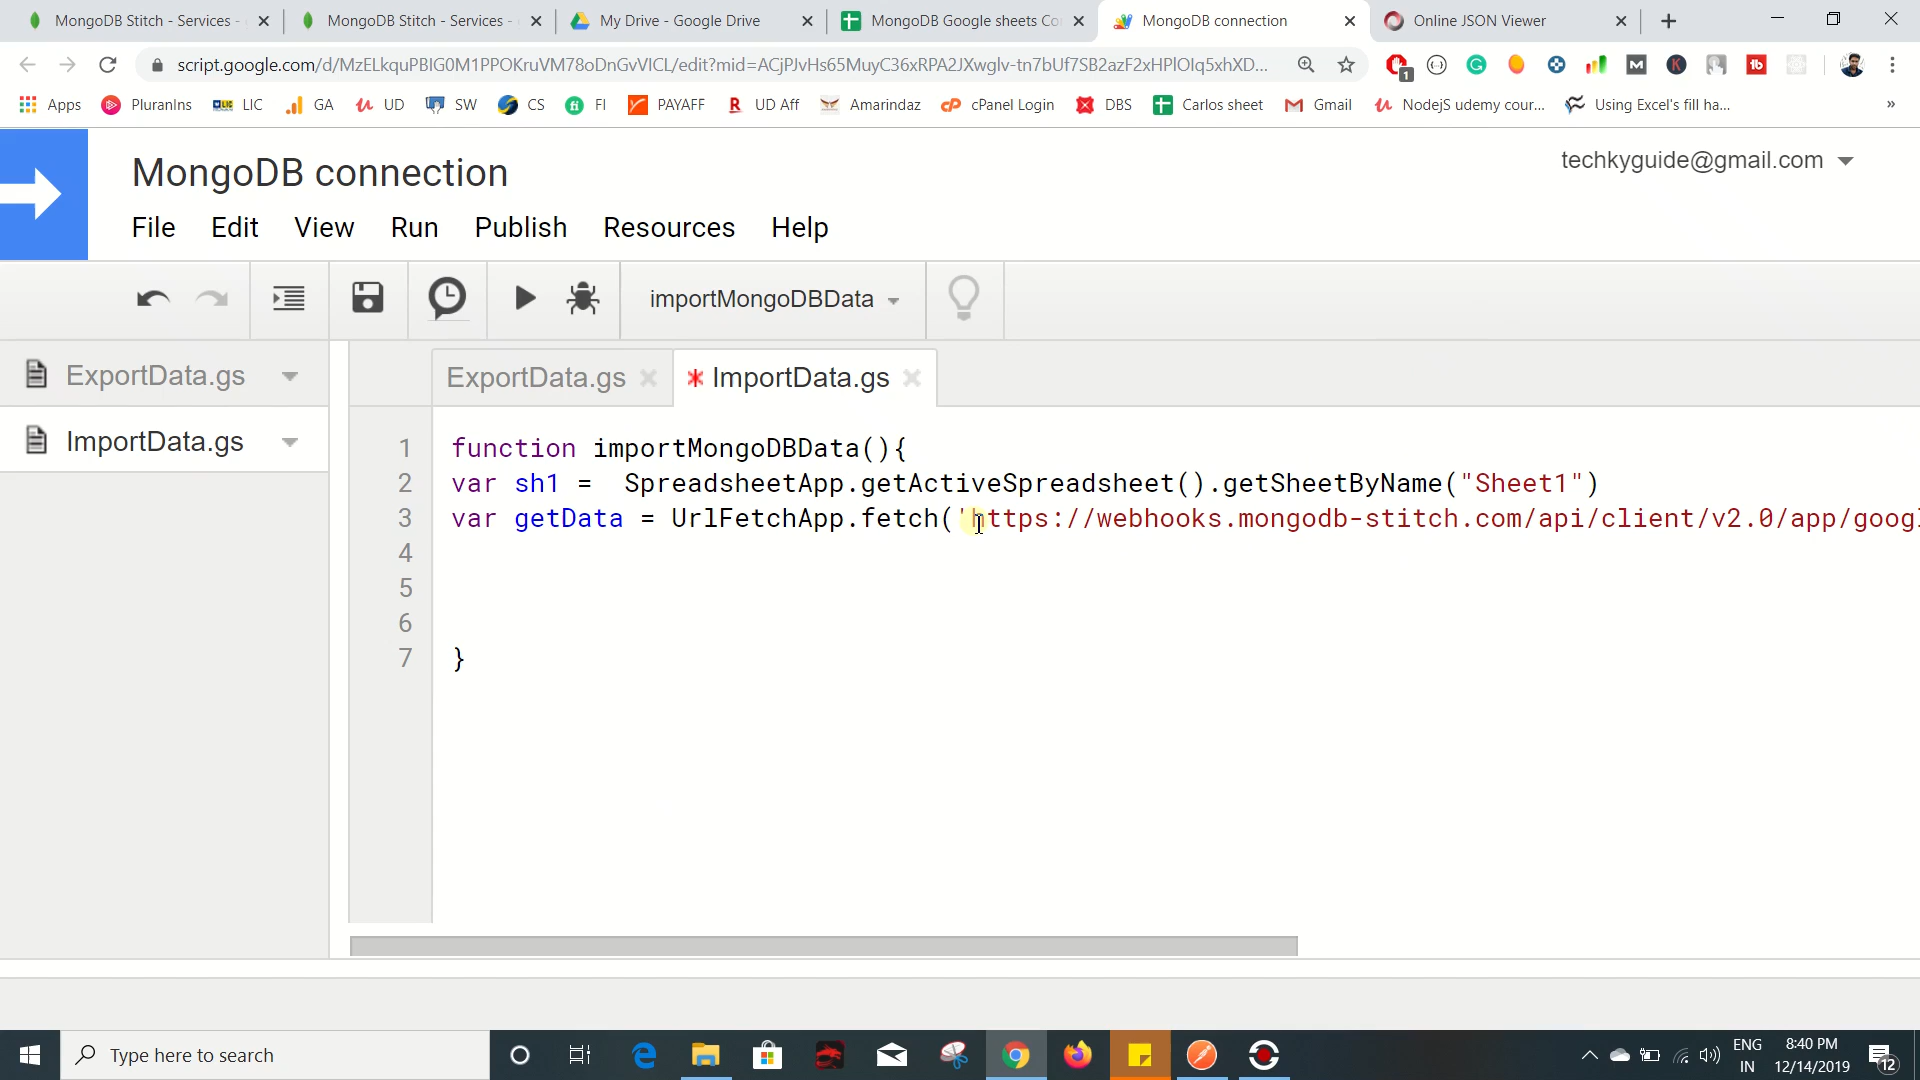 MongoDB Stitch - Services -
MongoDB Stitch - Services -
My Drive - Google Drive
MongoDB Google sheets Co
MongoDB connection
Online JSON Viewer
script.google.com/d/MzELkquPBIG0M1PPOKruVM78oDnGvVICL/edit?mid=ACjPJvHs65MuyC36xRPA2JXwglv-tn7bUf7SB2azF2xHPlOIq5xhXD...
1
Apps
PluranIns
LIC
GA
UD
SW
CS
FI
PAYAFF
UD Aff
Amarindaz
cPanel Login
DBS
Carlos sheet
Gmail
NodeJS udemy cour...
Using Excel's fill ha...
»
MongoDB connection
techkyguide@gmail.com
File Edit View Run Publish Resources Help
importMongoDBData
ExportData.gs
ImportData.gs
ExportData.gs
* ImportData.gs
1 function importMongoDBData(){
2 var sh1 =  SpreadsheetApp.getActiveSpreadsheet().getSheetByName("Sheet1")
3 var getData = UrlFetchApp.fetch('https://webhooks.mongodb-stitch.com/api/client/v2.0/app/googl
4
5
6
7 }
Type here to search
ENG
IN
8:40 PM
12/14/2019
12